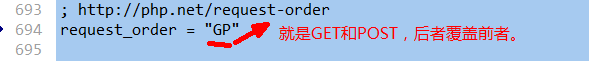 693 ; http://php.net/request-order
694 request_order = "GP" 就是GET和POST，后者覆盖前者。
695